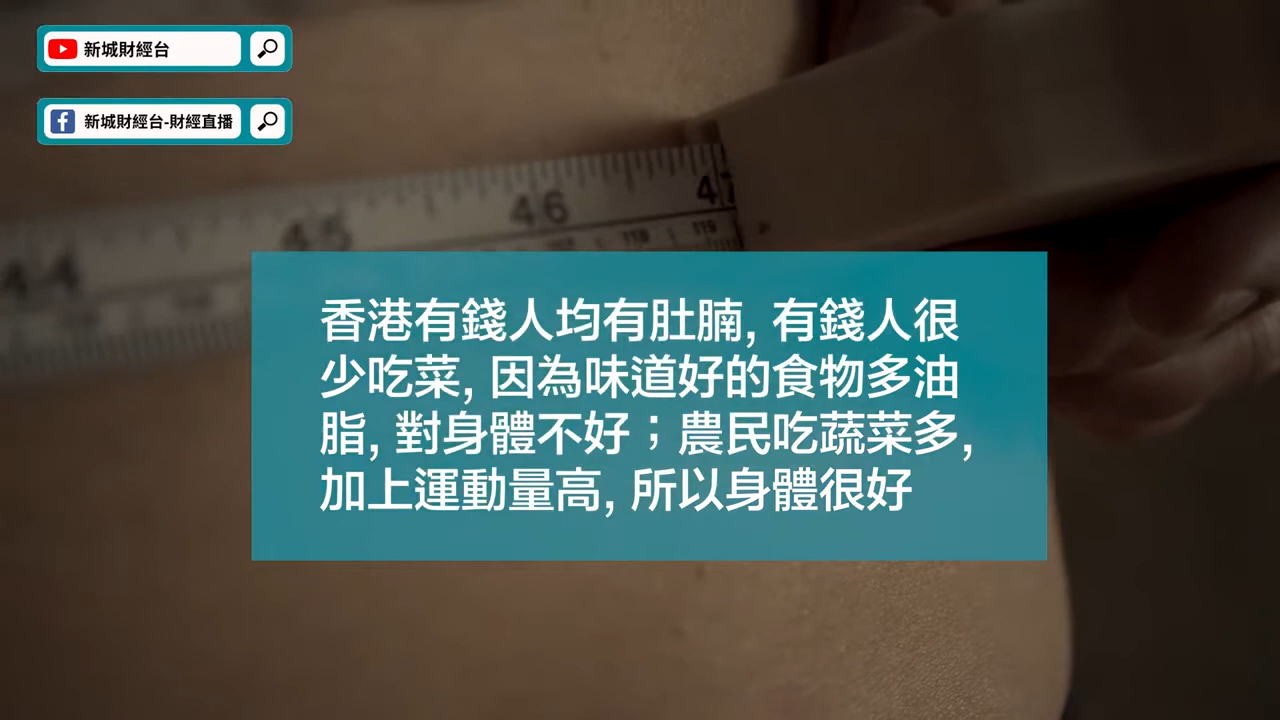 新城財經台
新城財經台-財經直播
44 45 46 47
118 119
香港有錢人均有肚腩, 有錢人很
少吃菜, 因為味道好的食物多油
脂, 對身體不好；農民吃蔬菜多,
加上運動量高, 所以身體很好